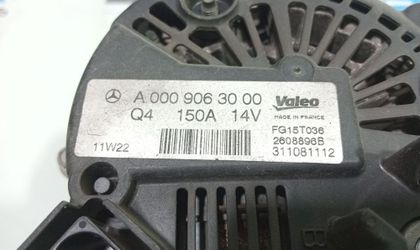 A 000 906 30 00
Q4 150A 14V
11W22
Valeo
MADE IN FRANCE
FG15T036
2608896B
311081112